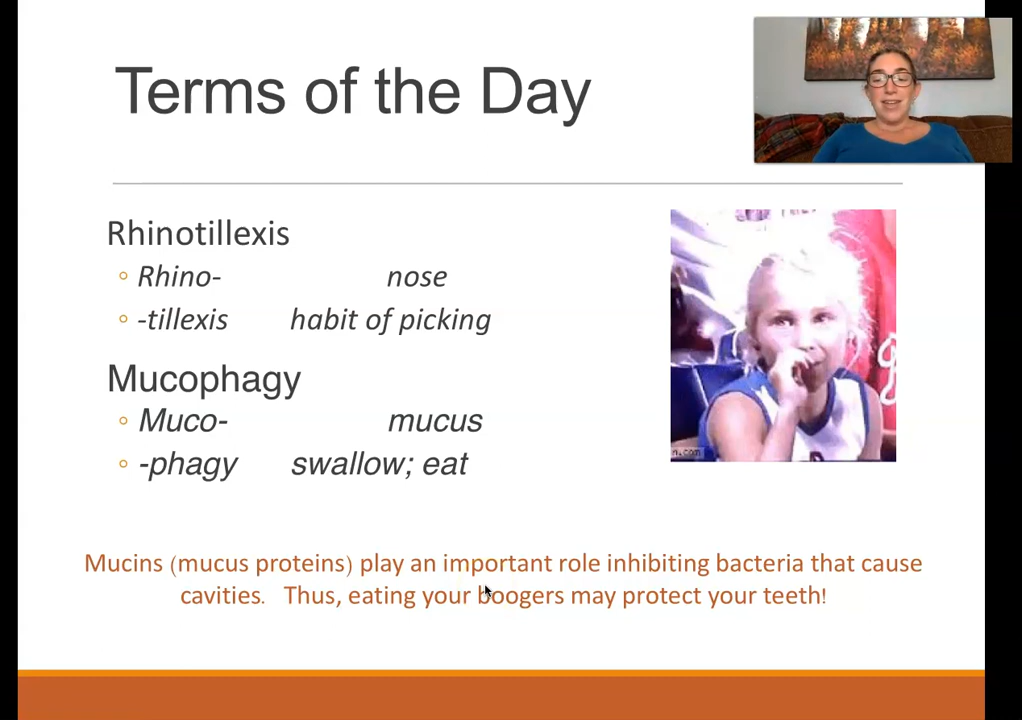 Terms of the Day
Rhinotillexis
◦ Rhino- nose
◦ -tillexis habit of picking
Mucophagy
◦ Muco- mucus
◦ -phagy swallow; eat
n.com
Mucins (mucus proteins) play an important role inhibiting bacteria that cause
cavities. Thus, eating your boogers may protect your teeth!